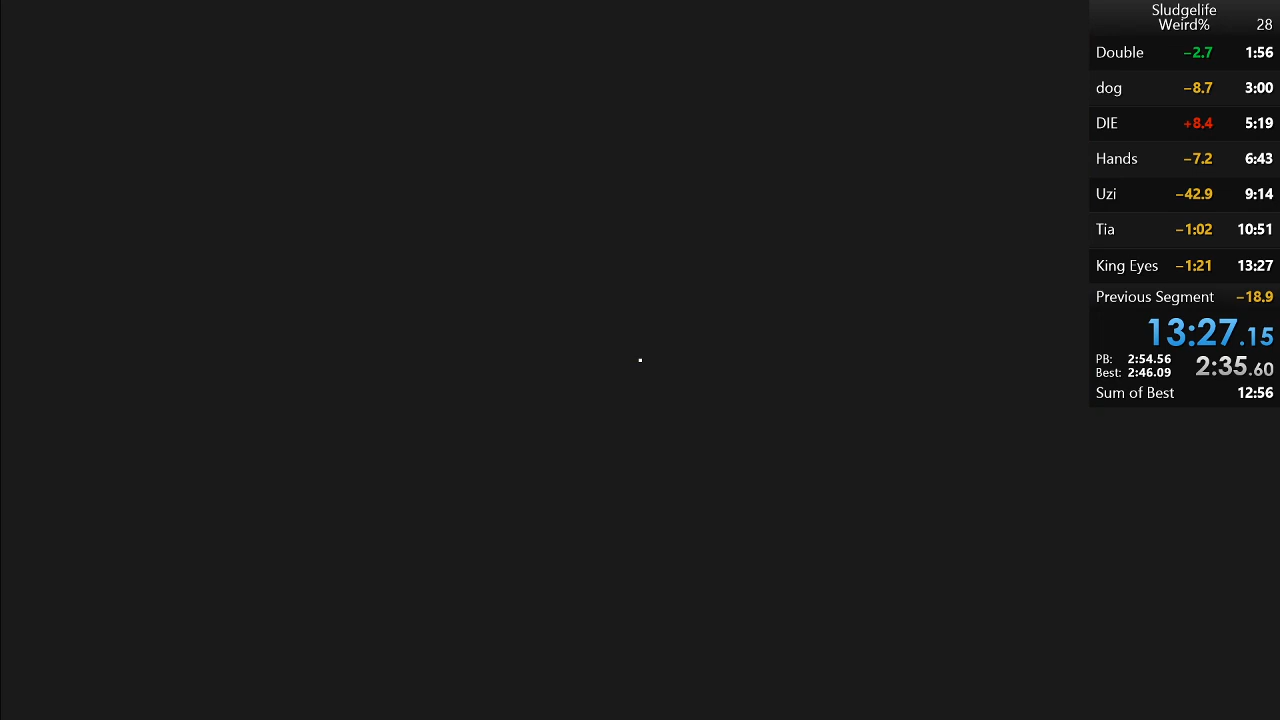 Sludgelife
Weird% 28
Double −2.7 1:56
dog −8.7 3:00
DIE +8.4 5:19
Hands −7.2 6:43
Uzi −42.9 9:14
Tia −1:02 10:51
King Eyes −1:21 13:27
Previous Segment −18.9
13:27.15
PB: 2:54.56
Best: 2:46.09
2:35.60
Sum of Best 12:56